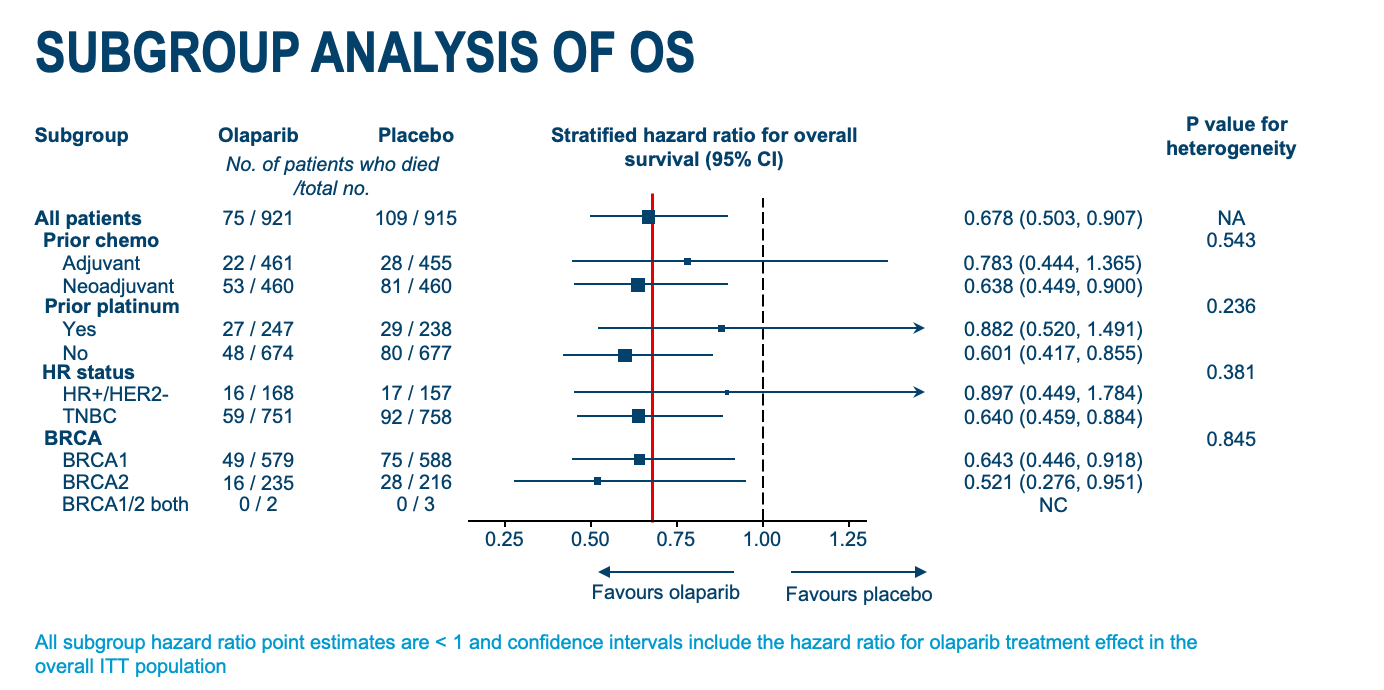 SUBGROUP ANALYSIS OF OS
Subgroup Olaparib Placebo Stratified hazard ratio for overall survival (95% CI) P value for heterogeneity
No. of patients who died
/total no.
All patients 75 / 921 109 / 915 0.678 (0.503, 0.907) NA
Prior chemo 0.543
Adjuvant 22 / 461 28 / 455 0.783 (0.444, 1.365)
Neoadjuvant 53 / 460 81 / 460 0.638 (0.449, 0.900)
Prior platinum 0.236
Yes 27 / 247 29 / 238 0.882 (0.520, 1.491)
No 48 / 674 80 / 677 0.601 (0.417, 0.855)
HR status 0.381
HR+/HER2- 16 / 168 17 / 157 0.897 (0.449, 1.784)
TNBC 59 / 751 92 / 758 0.640 (0.459, 0.884)
BRCA 0.845
BRCA1 49 / 579 75 / 588 0.643 (0.446, 0.918)
BRCA2 16 / 235 28 / 216 0.521 (0.276, 0.951)
BRCA1/2 both 0 / 2 0 / 3 NC
0.25 0.50 0.75 1.00 1.25
Favours olaparib Favours placebo
All subgroup hazard ratio point estimates are < 1 and confidence intervals include the hazard ratio for olaparib treatment effect in the
overall ITT population